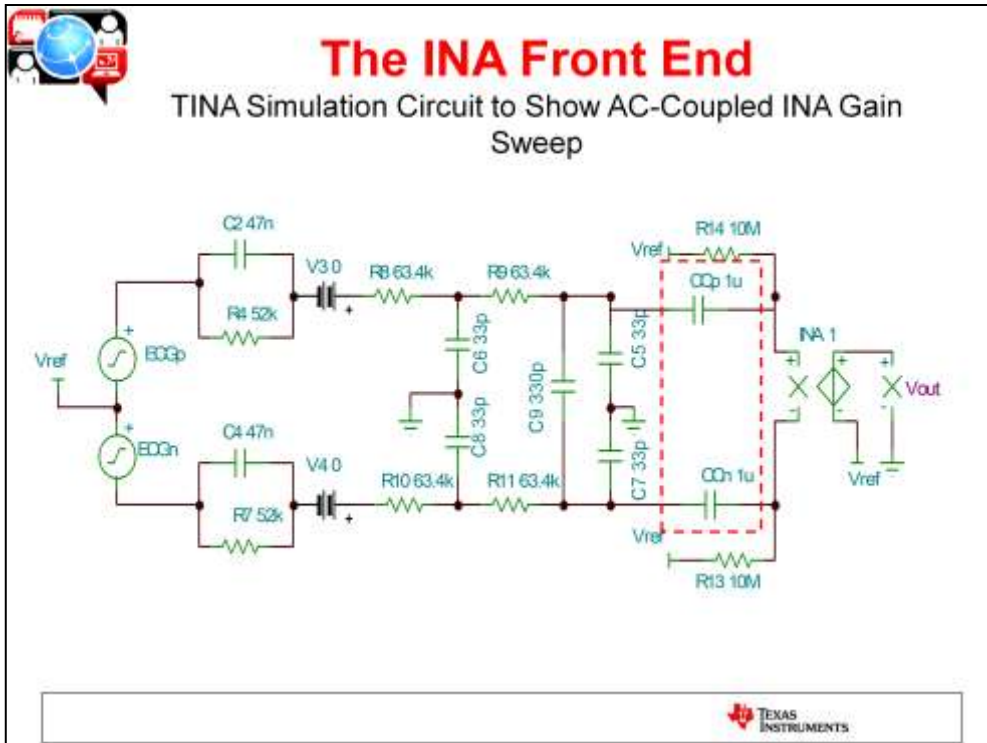 The INA Front End
TINA Simulation Circuit to Show AC-Coupled INA Gain
Sweep
C2 47n
R4 52k
V3 0
+
R8 63.4k
R9 63.4k
Vref
R14 10M
CCp 1u
C6 33p
C5 33p
C9 330p
INA 1
+
-
+
-
+
-
Vout
Vref
+
ECGp
+
ECGn
C8 33p
C7 33p
C4 47n
R7 52k
V4 0
+
R10 63.4k
R11 63.4k
CCn 1u
Vref
Vref
R13 10M
TEXAS
INSTRUMENTS